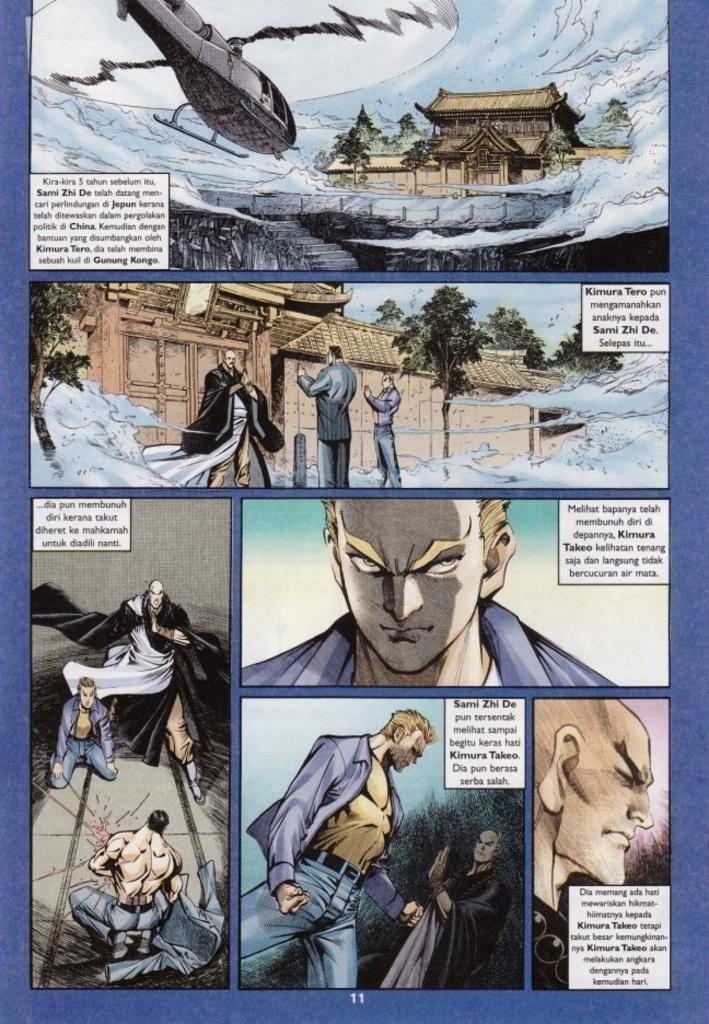 Kira-kira 5 tahun sebelum itu,
Sami Zhi De telah datang men-
cari perlindungan di Jepun kerana
telah ditewaskan dalam pergolakan
politik di China. Kemudian dengan
bantuan yang disumbangkan oleh
Kimura Tero, dia telah membina
sebuah kuil di Gunung Kongo.
Kimura Tero pun
mengamanahkan
anaknya kepada
Sami Zhi De.
Selepas itu...
...dia pun membunuh
diri kerana takut
diheret ke mahkamah
untuk diadili nanti.
Melihat bapanya telah
membunuh diri di
depannya, Kimura
Takeo kelihatan tenang
saja dan langsung tidak
bercucuran air mata.
Sami Zhi De
pun tersentak
melihat sampai
begitu keras hati
Kimura Takeo.
Dia pun berasa
serba salah.
Dia memang ada hati
mewariskan hikmat-
hiimatnya kepada
Kimura Takeo tetapi
takut besar kemungkinan-
nya Kimura Takeo akan
melakukan angkara
dengannya pada
kemudian hari.
11